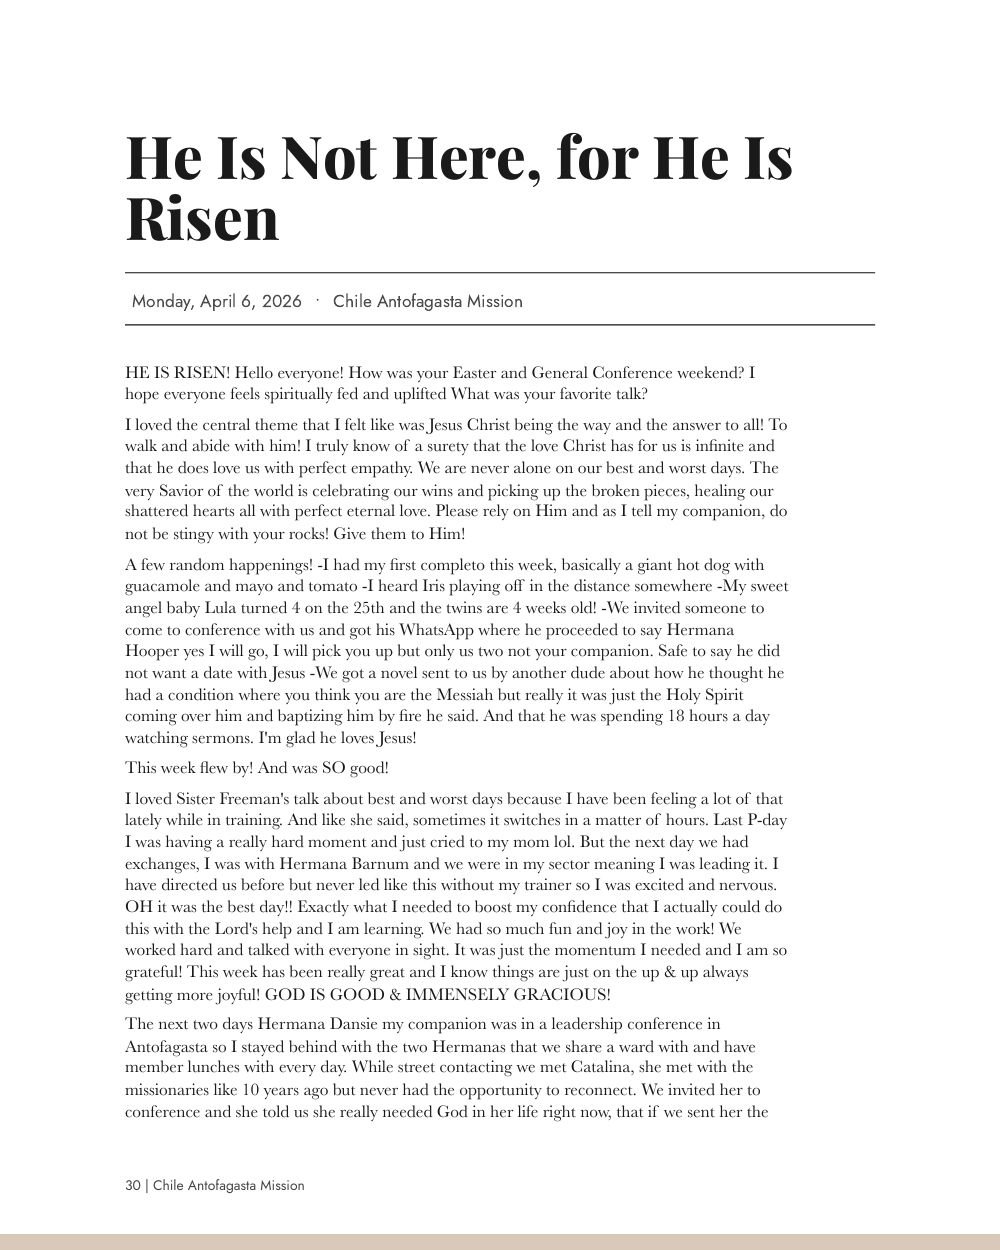 He Is Not Here, for He Is
Risen
Monday, April 6, 2026 · Chile Antofagasta Mission
HE IS RISEN! Hello everyone! How was your Easter and General Conference weekend? I
hope everyone feels spiritually fed and uplifted What was your favorite talk?
I loved the central theme that I felt like was Jesus Christ being the way and the answer to all! To
walk and abide with him! I truly know of a surety that the love Christ has for us is infinite and
that he does love us with perfect empathy. We are never alone on our best and worst days. The
very Savior of the world is celebrating our wins and picking up the broken pieces, healing our
shattered hearts all with perfect eternal love. Please rely on Him and as I tell my companion, do
not be stingy with your rocks! Give them to Him!
A few random happenings! -I had my first completo this week, basically a giant hot dog with
guacamole and mayo and tomato -I heard Iris playing off in the distance somewhere -My sweet
angel baby Lula turned 4 on the 25th and the twins are 4 weeks old! -We invited someone to
come to conference with us and got his WhatsApp where he proceeded to say Hermana
Hooper yes I will go, I will pick you up but only us two not your companion. Safe to say he did
not want a date with Jesus -We got a novel sent to us by another dude about how he thought he
had a condition where you think you are the Messiah but really it was just the Holy Spirit
coming over him and baptizing him by fire he said. And that he was spending 18 hours a day
watching sermons. I'm glad he loves Jesus!
This week flew by! And was SO good!
I loved Sister Freeman's talk about best and worst days because I have been feeling a lot of that
lately while in training. And like she said, sometimes it switches in a matter of hours. Last P-day
I was having a really hard moment and just cried to my mom lol. But the next day we had
exchanges, I was with Hermana Barnum and we were in my sector meaning I was leading it. I
have directed us before but never led like this without my trainer so I was excited and nervous.
OH it was the best day!! Exactly what I needed to boost my confidence that I actually could do
this with the Lord's help and I am learning. We had so much fun and joy in the work! We
worked hard and talked with everyone in sight. It was just the momentum I needed and I am so
grateful! This week has been really great and I know things are just on the up & up always
getting more joyful! GOD IS GOOD & IMMENSELY GRACIOUS!
The next two days Hermana Dansie my companion was in a leadership conference in
Antofagasta so I stayed behind with the two Hermanas that we share a ward with and have
member lunches with every day. While street contacting we met Catalina, she met with the
missionaries like 10 years ago but never had the opportunity to reconnect. We invited her to
conference and she told us she really needed God in her life right now, that if we sent her the
30 | Chile Antofagasta Mission